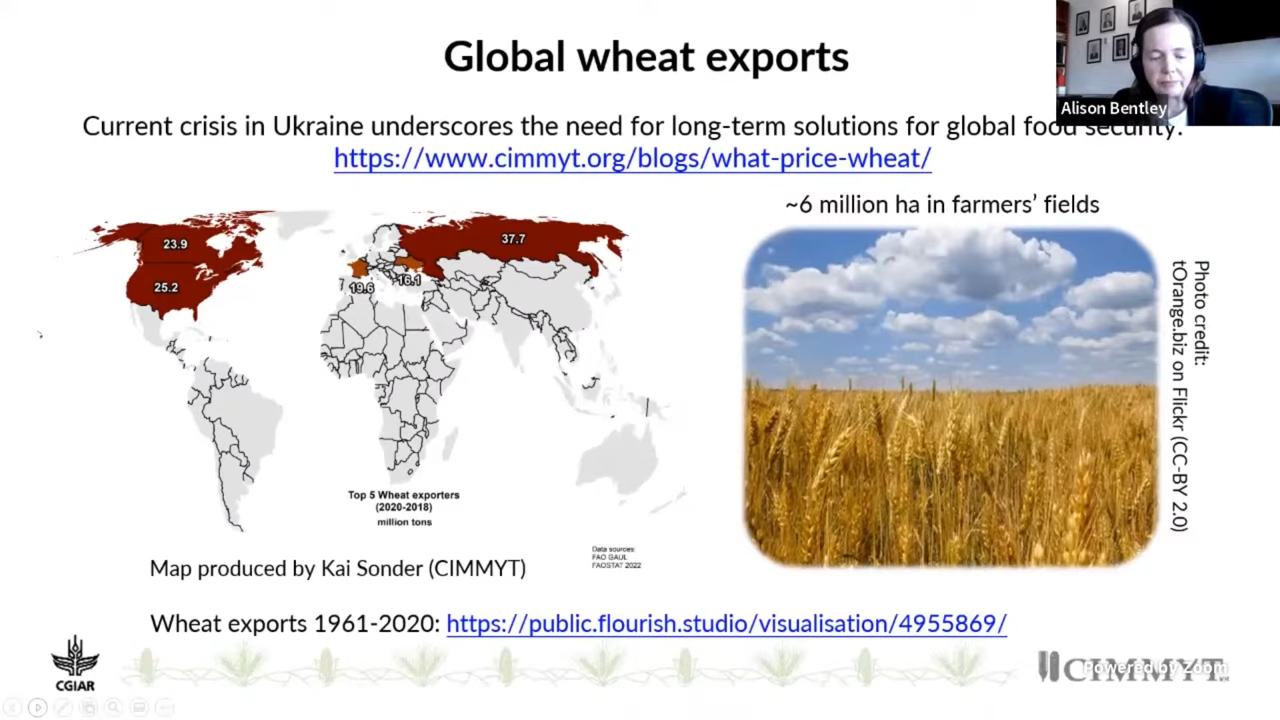 Global wheat exports
Alison Bentley
Current crisis in Ukraine underscores the need for long-term solutions for global food security.
https://www.cimmyt.org/blogs/what-price-wheat/
~6 million ha in farmers’ fields
23.9
37.7
25.2
19.6
16.1
Photo credit:
tOrange.biz on Flickr (CC-BY 2.0)
Top 5 Wheat exporters
(2020-2018)
million tons
Data sources:
FAO GAUL
FAOSTAT 2022
Map produced by Kai Sonder (CIMMYT)
Wheat exports 1961-2020: https://public.flourish.studio/visualisation/4955869/
CGIAR
CIMMYT
Powered by Zoom